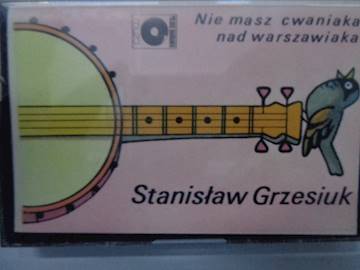 Nie masz cwaniaka
nad warszawiaka
Stanisław Grzesiuk